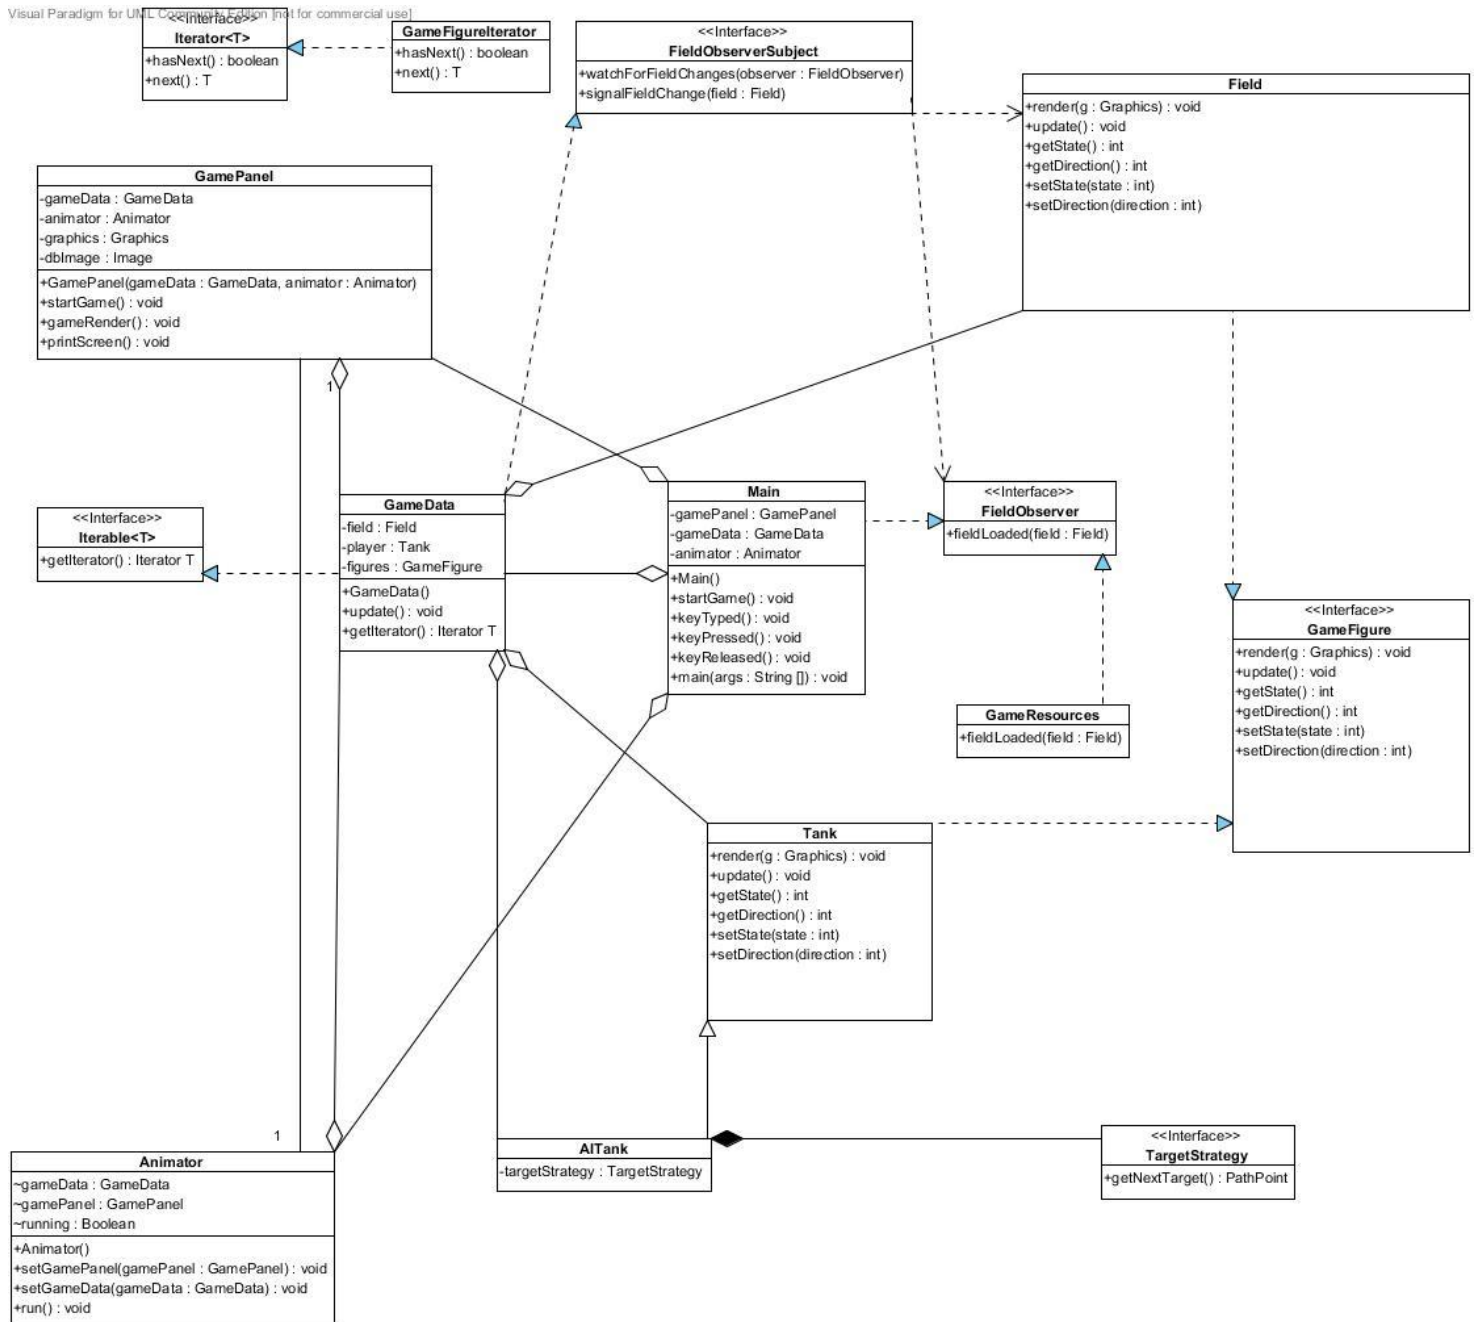 Visual Paradigm for UML Community Edition [not for commercial use]
<<Interface>>
Iterator<T>
+hasNext() : boolean
+next() : T
GameFigureIterator
+hasNext() : boolean
+next() : T
<<Interface>>
FieldObserverSubject
+watchForFieldChanges(observer : FieldObserver)
+signalFieldChange(field : Field)
Field
+render(g : Graphics) : void
+update() : void
+getState() : int
+getDirection() : int
+setState(state : int)
+setDirection(direction : int)
GamePanel
-gameData : GameData
-animator : Animator
-graphics : Graphics
-dbImage : Image
+GamePanel(gameData : GameData, animator : Animator)
+startGame() : void
+gameRender() : void
+printScreen() : void
1
<<Interface>>
Iterable<T>
+getIterator() : Iterator T
GameData
-field : Field
-player : Tank
-figures : GameFigure
+GameData()
+update() : void
+getIterator() : Iterator T
Main
-gamePanel : GamePanel
-gameData : GameData
-animator : Animator
+Main()
+startGame() : void
+keyTyped() : void
+keyPressed() : void
+keyReleased() : void
+main(args : String []) : void
<<Interface>>
FieldObserver
+fieldLoaded(field : Field)
<<Interface>>
GameFigure
+render(g : Graphics) : void
+update() : void
+getState() : int
+getDirection() : int
+setState(state : int)
+setDirection(direction : int)
GameResources
+fieldLoaded(field : Field)
Tank
+render(g : Graphics) : void
+update() : void
+getState() : int
+getDirection() : int
+setState(state : int)
+setDirection(direction : int)
1
Animator
~gameData : GameData
~gamePanel : GamePanel
~running : Boolean
+Animator()
+setGamePanel(gamePanel : GamePanel) : void
+setGameData(gameData : GameData) : void
+run() : void
AITank
-targetStrategy : TargetStrategy
<<Interface>>
TargetStrategy
+getNextTarget() : PathPoint